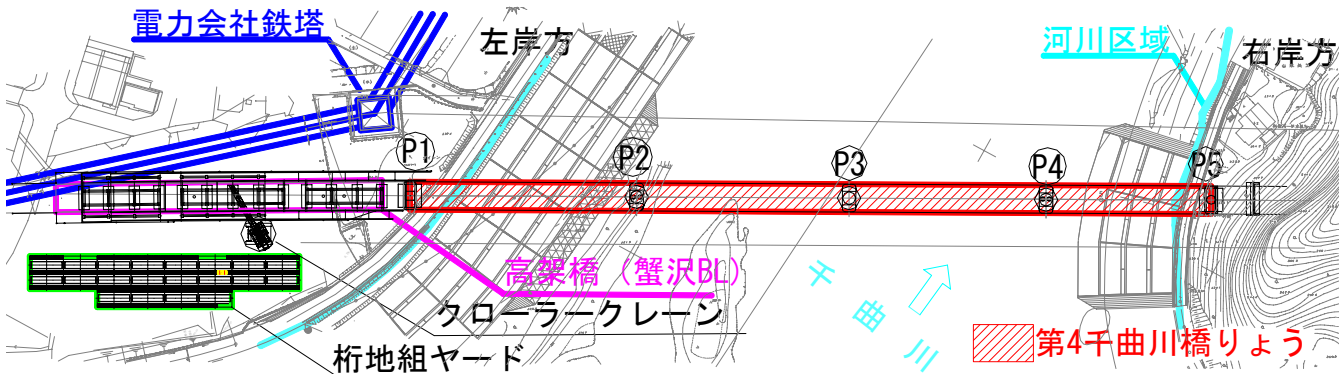 電力会社鉄塔
左岸方
河川区域
右岸方
P1
P2
P3
P4
P5
高架橋（蟹沢BL）
クローラークレーン
桁地組ヤード
千曲川
第4千曲川橋りょう